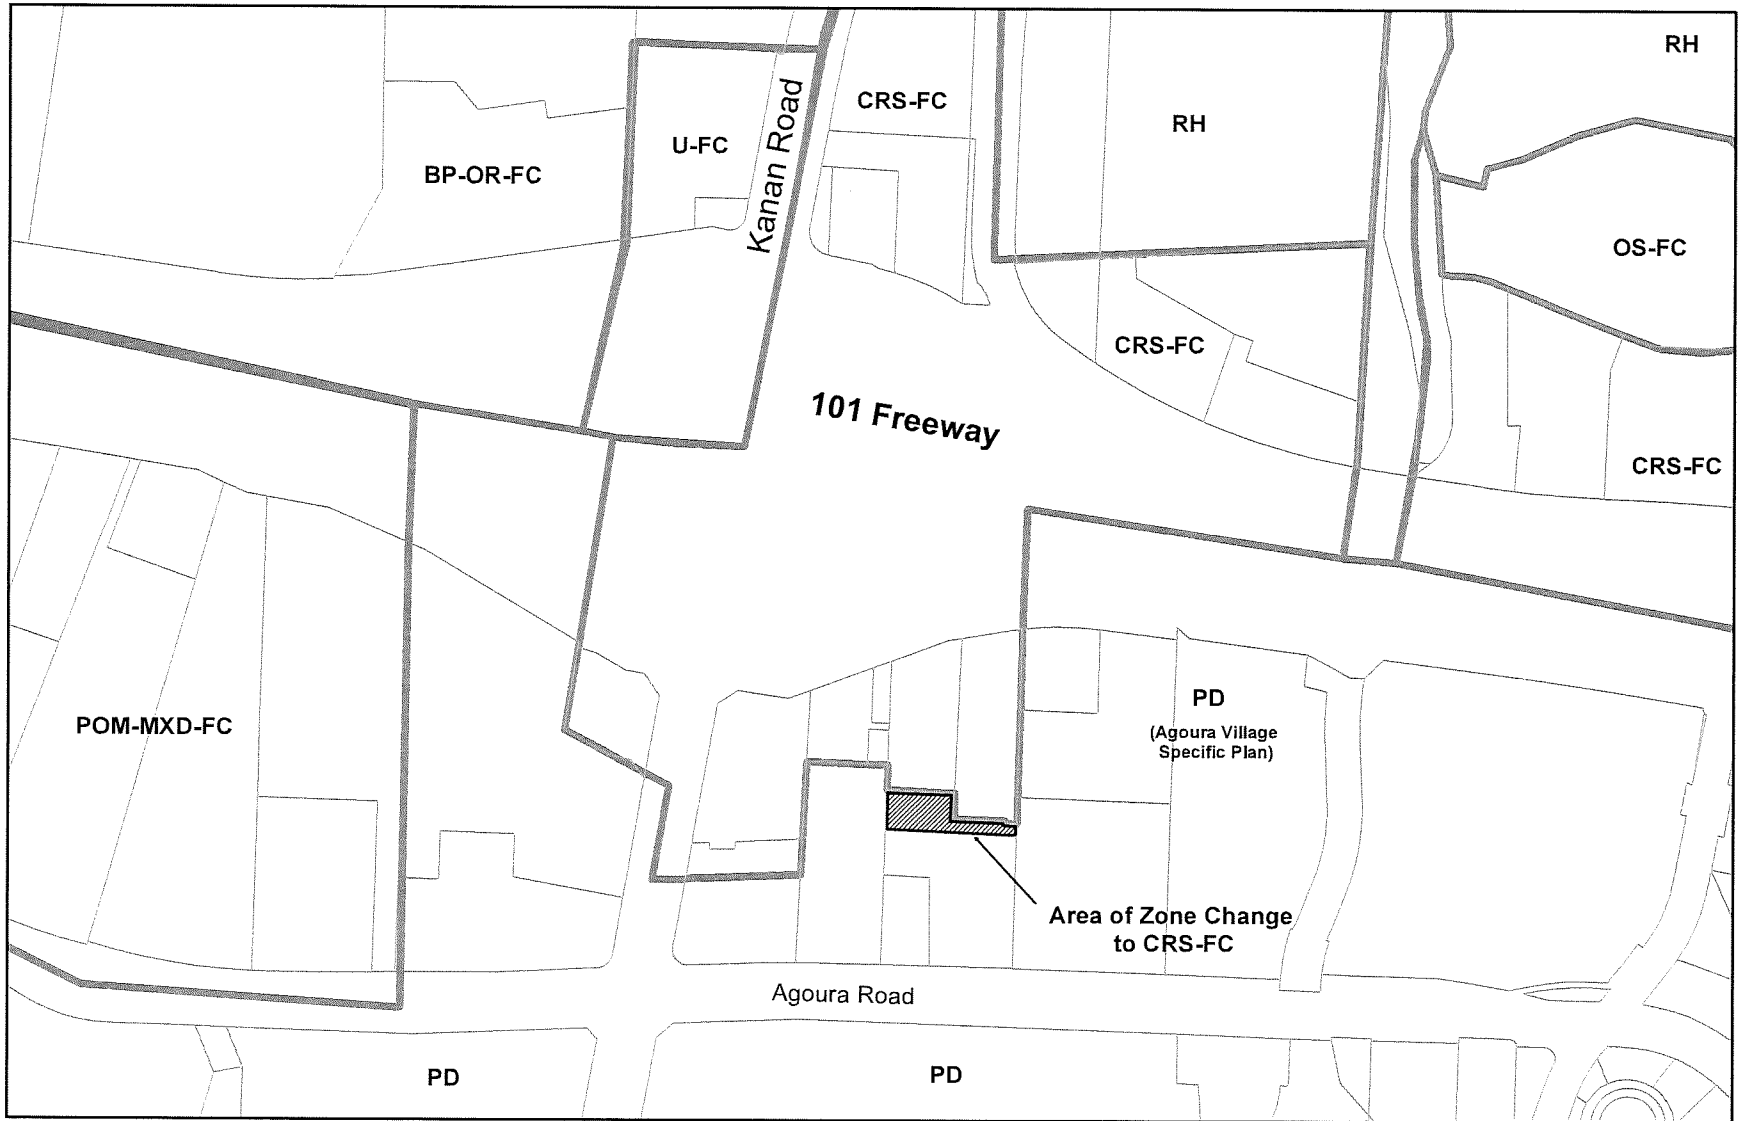 RH
CRS-FC
RH
U-FC
BP-OR-FC
Kanan Road
OS-FC
CRS-FC
101 Freeway
CRS-FC
PD
(Agoura Village
Specific Plan)
POM-MXD-FC
Area of Zone Change
to CRS-FC
Agoura Road
PD
PD